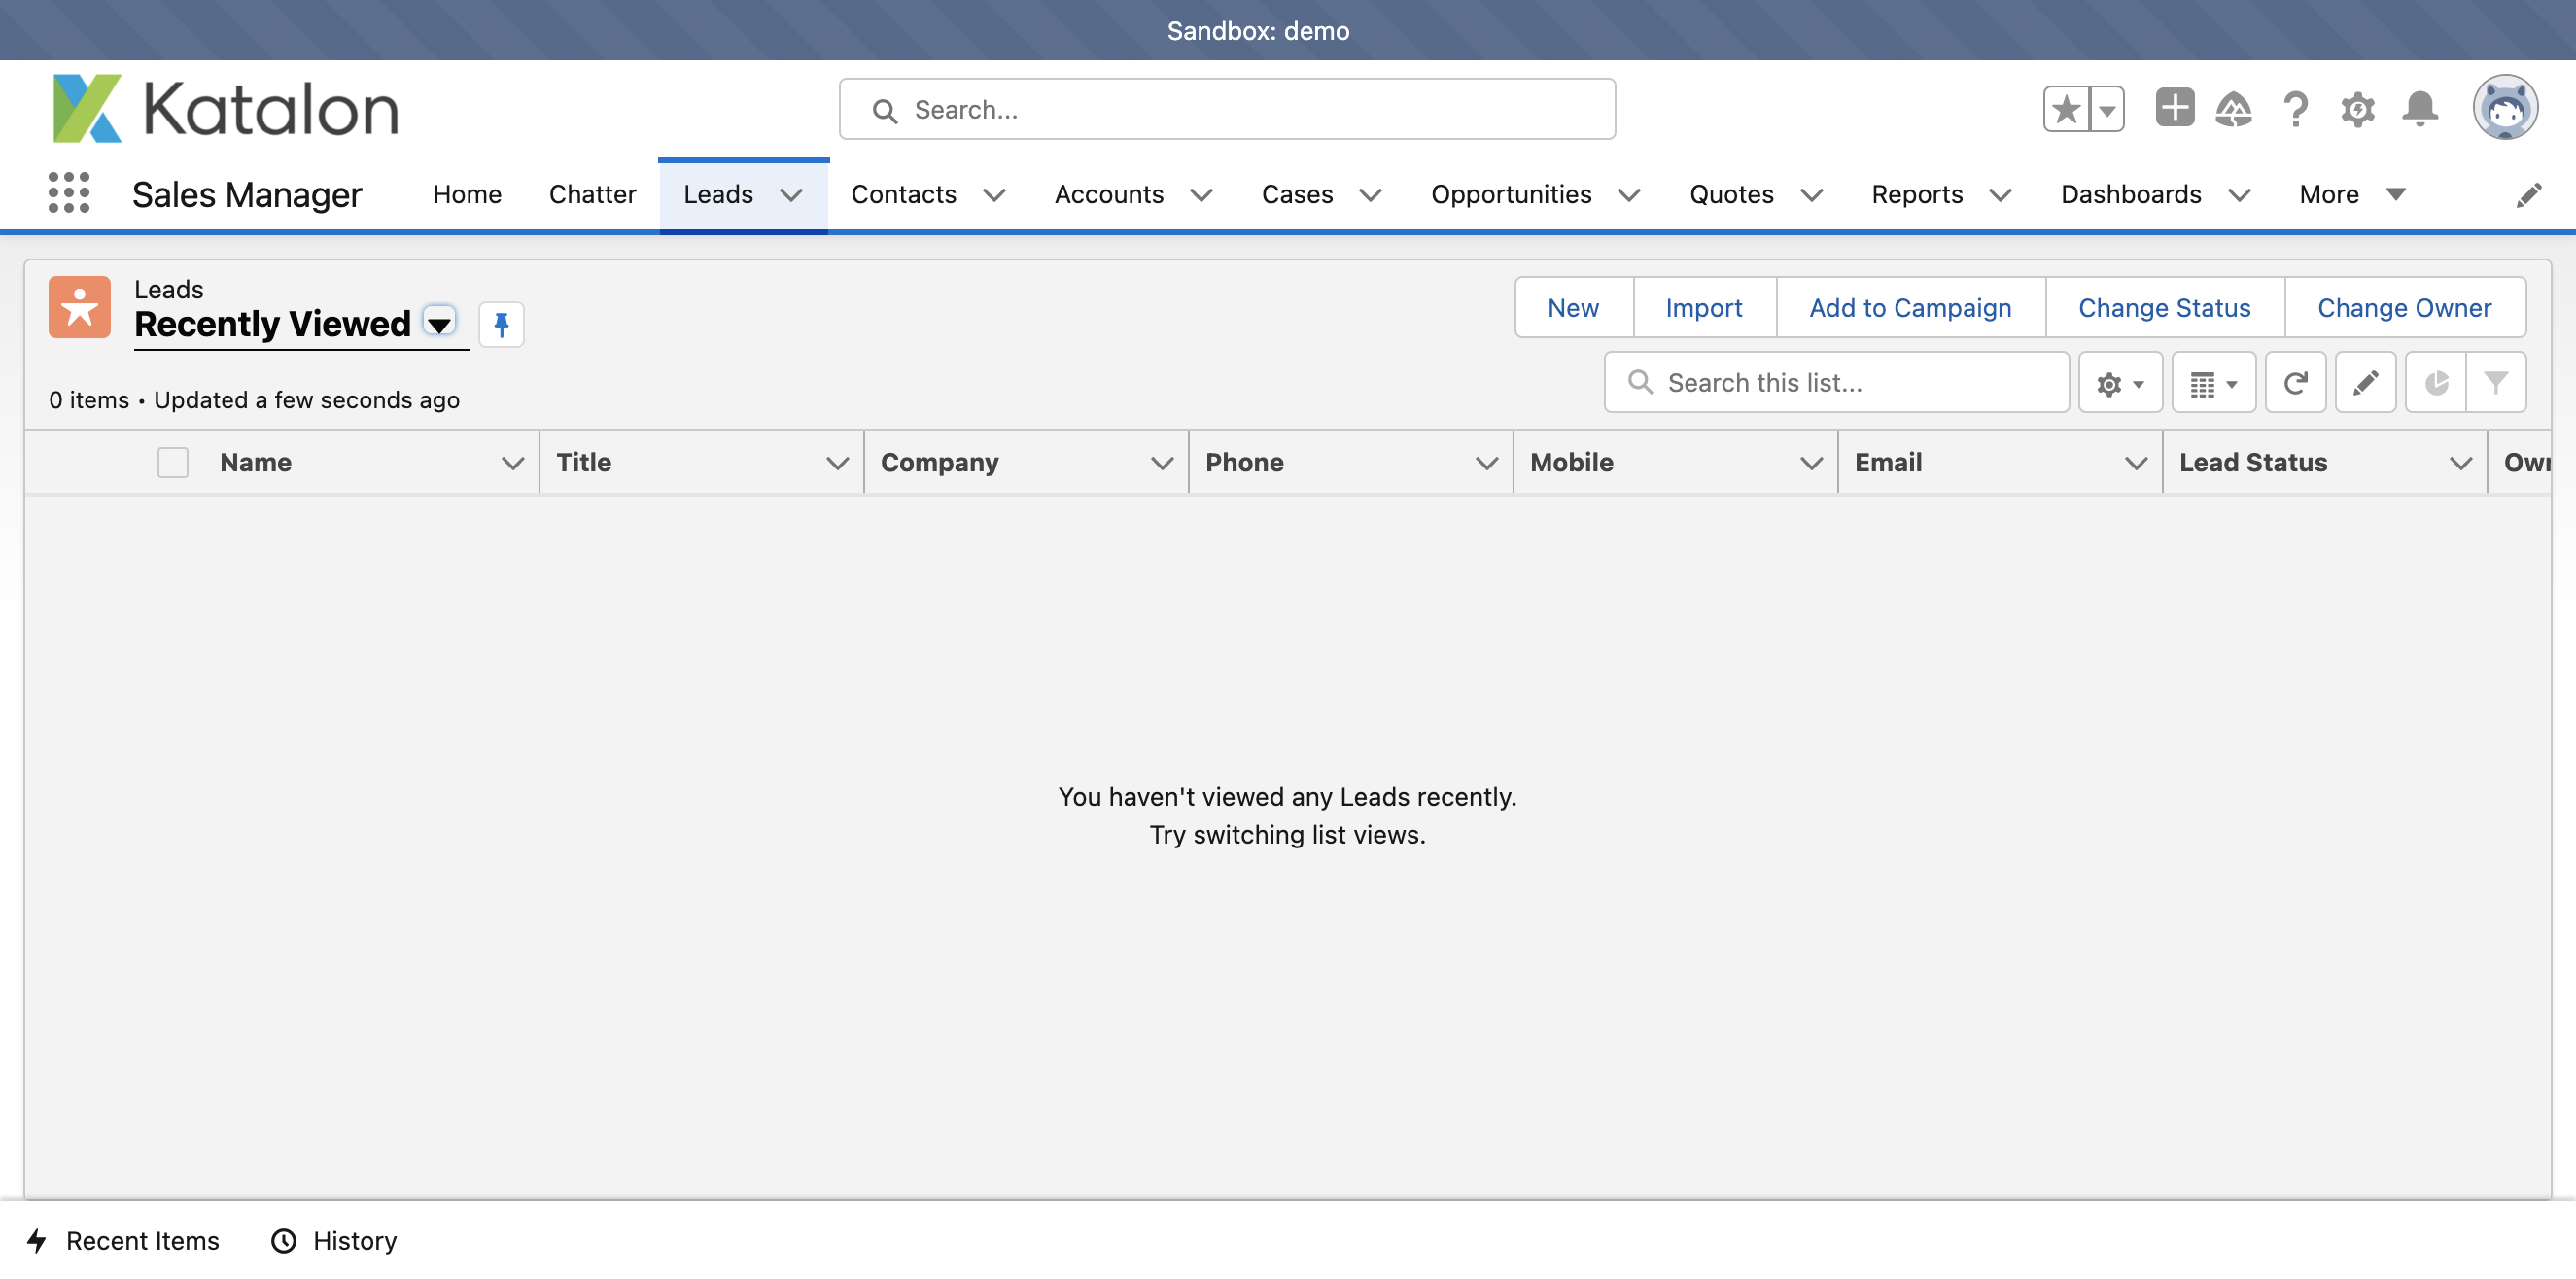 Sandbox: demo
Katalon
Search...
Sales Manager Home Chatter Leads Contacts Accounts Cases Opportunities Quotes Reports Dashboards More
Leads
Recently Viewed
New Import Add to Campaign Change Status Change Owner
0 items • Updated a few seconds ago
Search this list...
Name Title Company Phone Mobile Email Lead Status
You haven't viewed any Leads recently.
Try switching list views.
Recent Items History